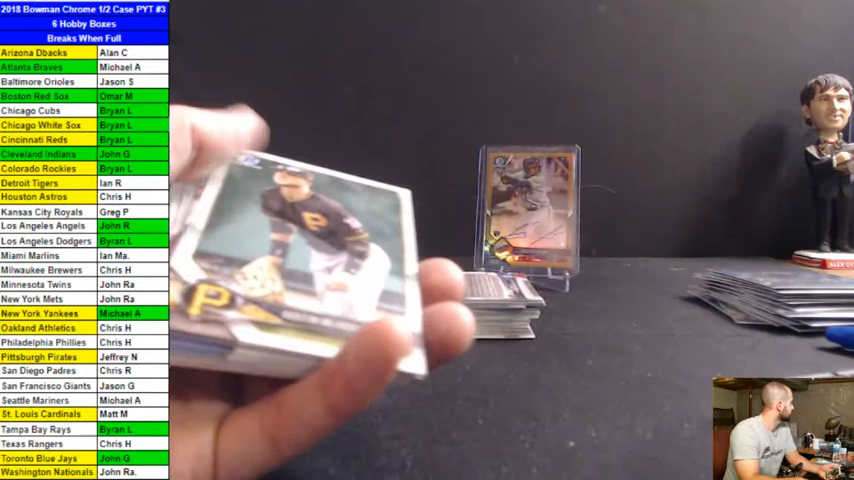 2018 Bowman Chrome 1/2 Case PYT #3
6 Hobby Boxes
Breaks When Full
Arizona Dbacks Alan C
Atlanta Braves Michael A
Baltimore Orioles Jason S
Boston Red Sox Omar M
Chicago Cubs Bryan L
Chicago White Sox Bryan L
Cincinnati Reds Bryan L
Cleveland Indians John G
Colorado Rockies Bryan L
Detroit Tigers Ian R
Houston Astros Chris H
Kansas City Royals Greg P
Los Angeles Angels John R
Los Angeles Dodgers Byran L
Miami Marlins Ian Ma.
Milwaukee Brewers Chris H
Minnesota Twins John Ra
New York Mets John Ra
New York Yankees Michael A
Oakland Athletics Chris H
Philadelphia Phillies Chris H
Pittsburgh Pirates Jeffrey N
San Diego Padres Chris R
San Francisco Giants Jason G
Seattle Mariners Michael A
St. Louis Cardinals Matt M
Tampa Bay Rays Byran L
Texas Rangers Chris H
Toronto Blue Jays John G
Washington Nationals John Ra.
P
P